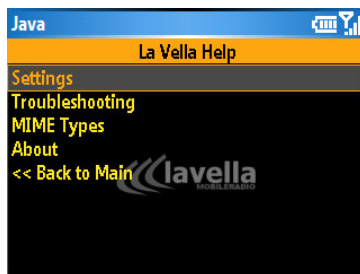 Java
La Vella Help
Settings
Troubleshooting
MIME Types
About
<< Back to Main
lavella
MOBILERADIO